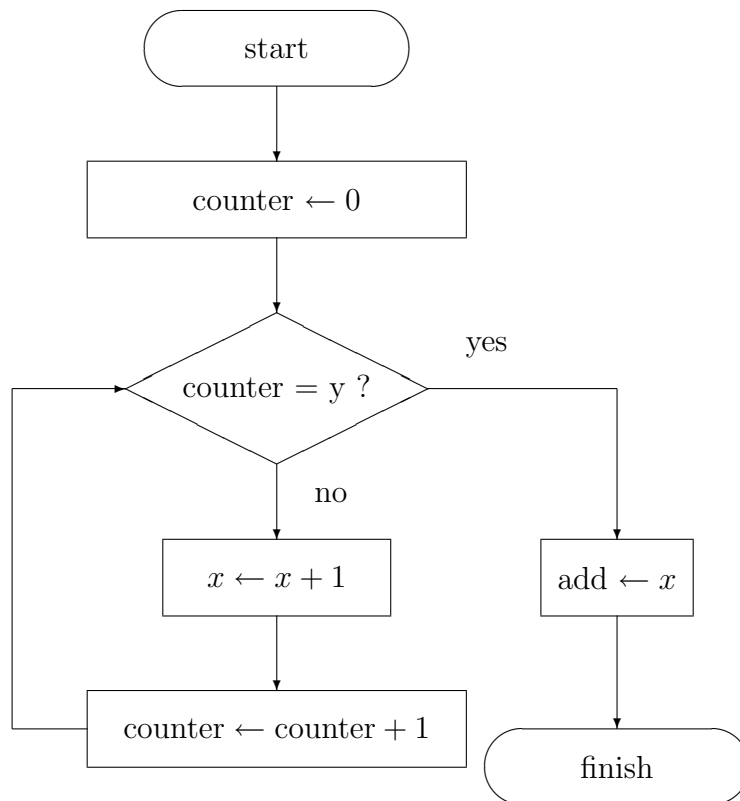 start
counter ← 0
yes
counter = y ?
no
x ← x + 1
add ← x
counter ← counter + 1
finish